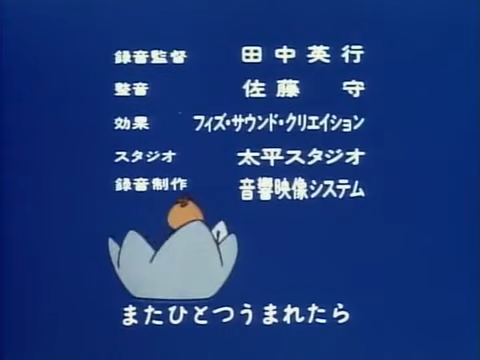 録音監督 田中英行
整音 佐藤 守
効果 フィズ・サウンド・クリエイション
スタジオ 太平スタジオ
録音制作 音響映像システム
またひとつうまれたら